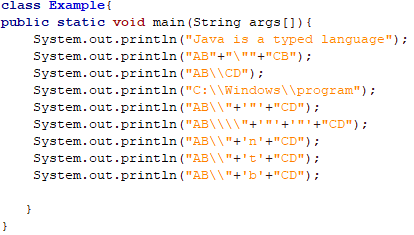 class Example{
public static void main(String args[]){
System.out.println("Java is a typed language");
System.out.println("AB"+"\""+"CB");
System.out.println("AB\\CD");
System.out.println("C:\\Windows\\program");
System.out.println("AB\\"+'"'+"CD");
System.out.println("AB\\\\"+'"'+'"'+"CD");
System.out.println("AB\\"+'n'+"CD");
System.out.println("AB\\"+'t'+"CD");
System.out.println("AB\\"+'b'+"CD");
}
}